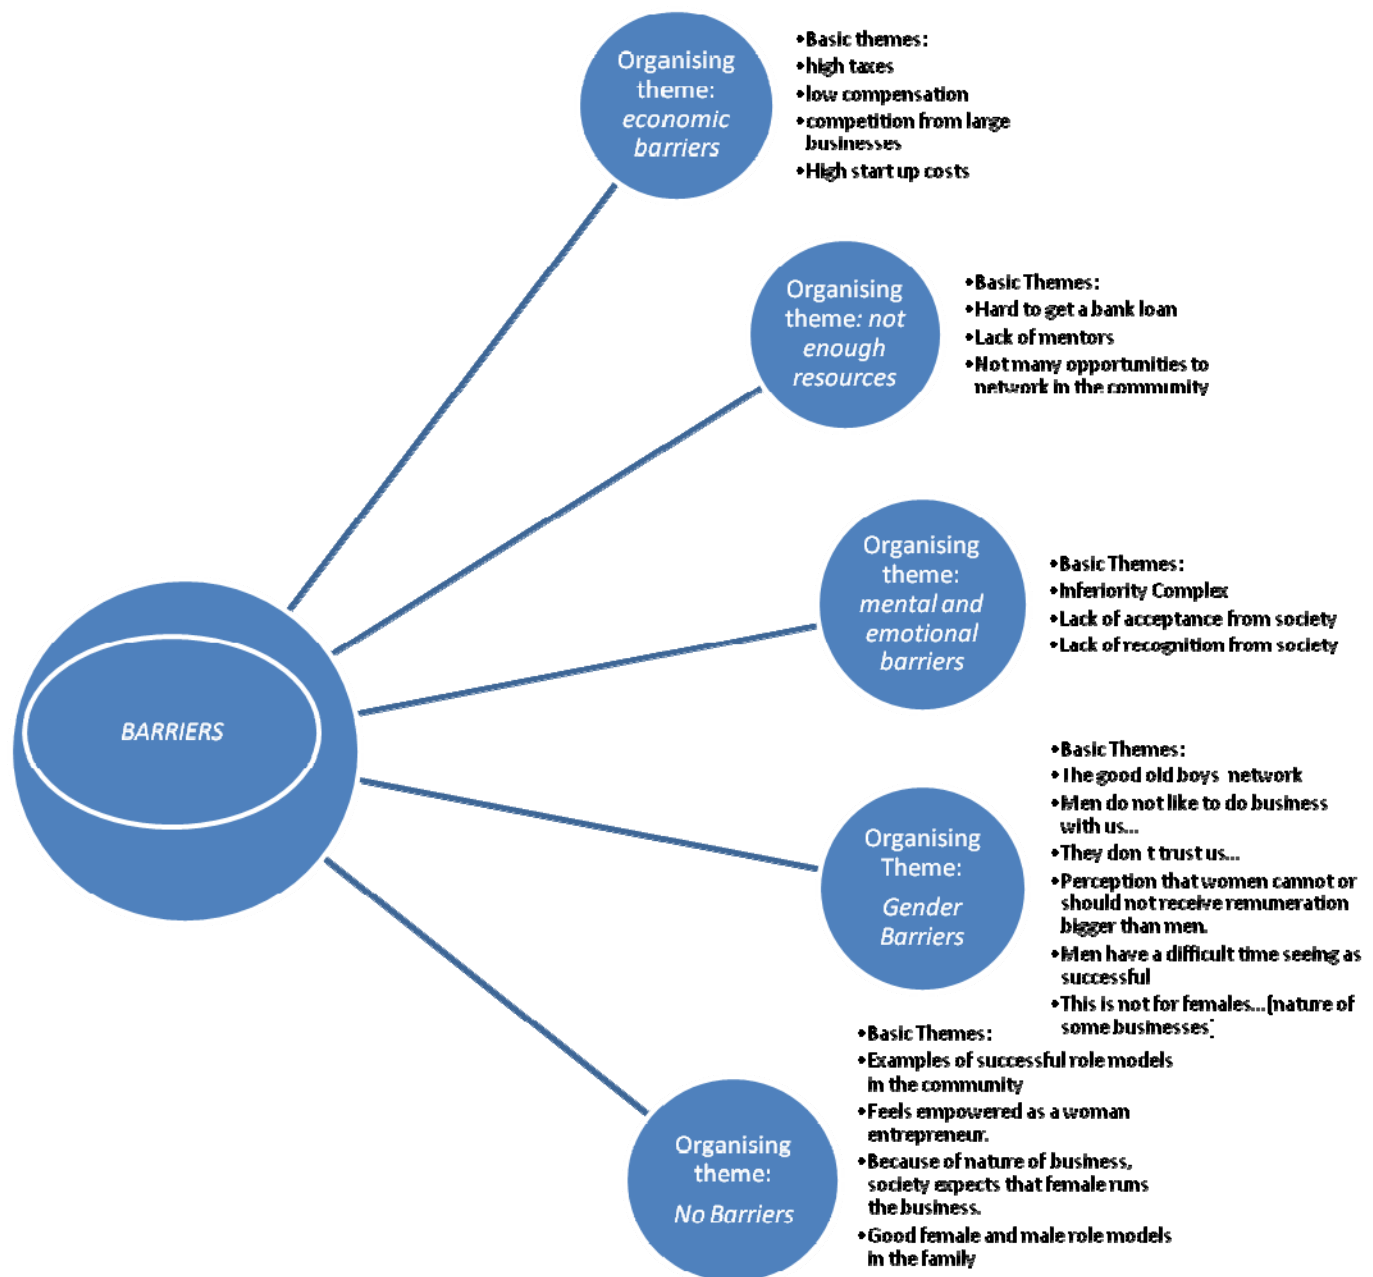 Organising
theme:
economic
barriers
•Basic themes:
•high taxes
•low compensation
•competition from large
businesses
•High start up costs
Organising
theme: not
enough
resources
•Basic Themes:
•Hard to get a bank loan
•Lack of mentors
•Not many opportunities to
network in the community
Organising
theme:
mental and
emotional
barriers
•Basic Themes:
•Inferiority Complex
•Lack of acceptance from society
•Lack of recognition from society
BARRIERS
Organising
Theme:
Gender
Barriers
•Basic Themes:
•The good old boys network
•Men do not like to do business
with us...
•They don t trust us...
•Perception that women cannot or
should not receive remuneration
bigger than men.
•Men have a difficult time seeing as
successful
•This is not for females...(nature of
some businesses)
Organising
theme:
No Barriers
•Basic Themes:
•Examples of successful role models
in the community
•Feels empowered as a woman
entrepreneur.
•Because of nature of business,
society expects that female runs
the business.
•Good female and male role models
in the family